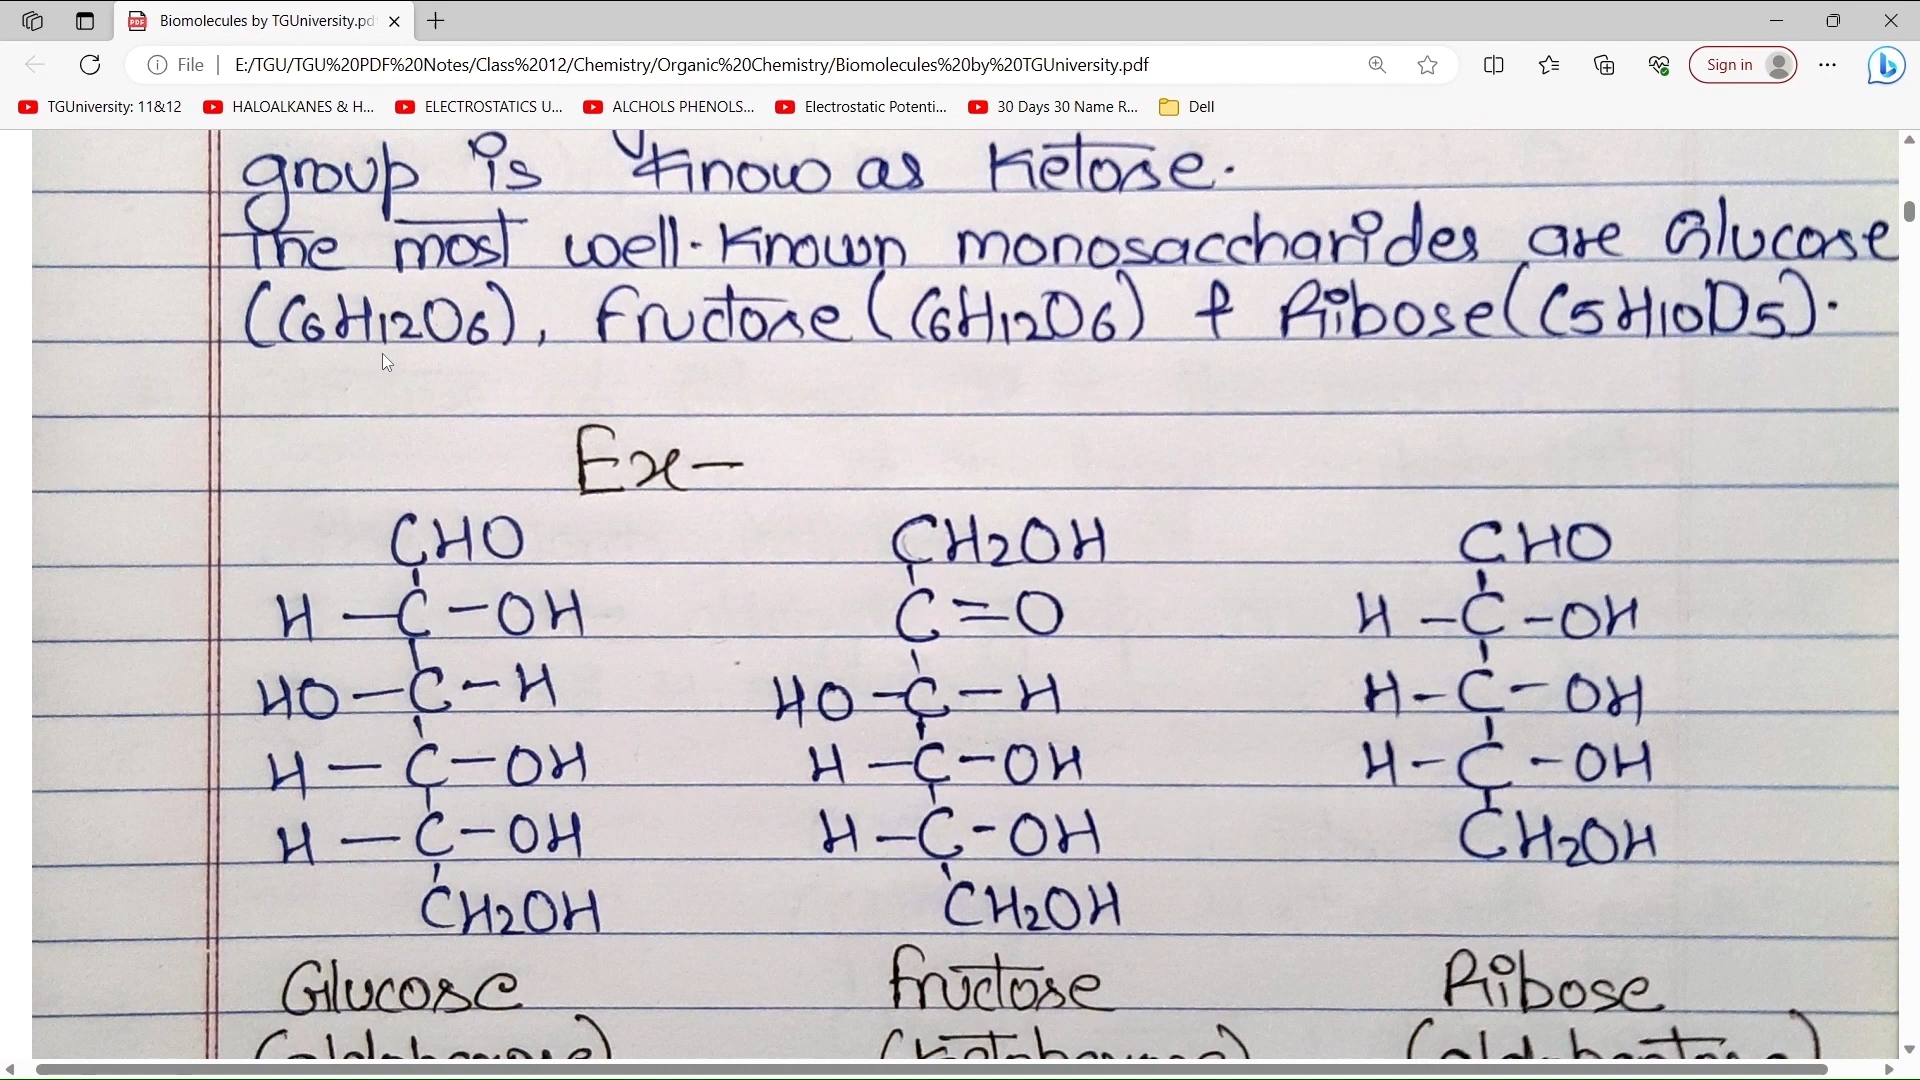 Biomolecules by TGUniversity.pd
File
E:/TGU/TGU%20PDF%20Notes/Class%2012/Chemistry/Organic%20Chemistry/Biomolecules%20by%20TGUniversity.pdf
Sign in
TGUniversity: 11&12 HALOALKANES & H... ELECTROSTATICS U... ALCHOLS PHENOLS... Electrostatic Potenti... 30 Days 30 Name R... Dell
group is know as Ketose.
The most well-known monosaccharides are Glucose
(C6H12O6), fructose (C6H12O6) & Ribose (C5H10O5).
Ex—
CHO CH2OH CHO
H — C — OH C = O H — C — OH
HO — C — H HO — C — H H — C — OH
H — C — OH H — C — OH H — C — OH
H — C — OH H — C — OH CH2OH
CH2OH CH2OH
Glucose fructose Ribose